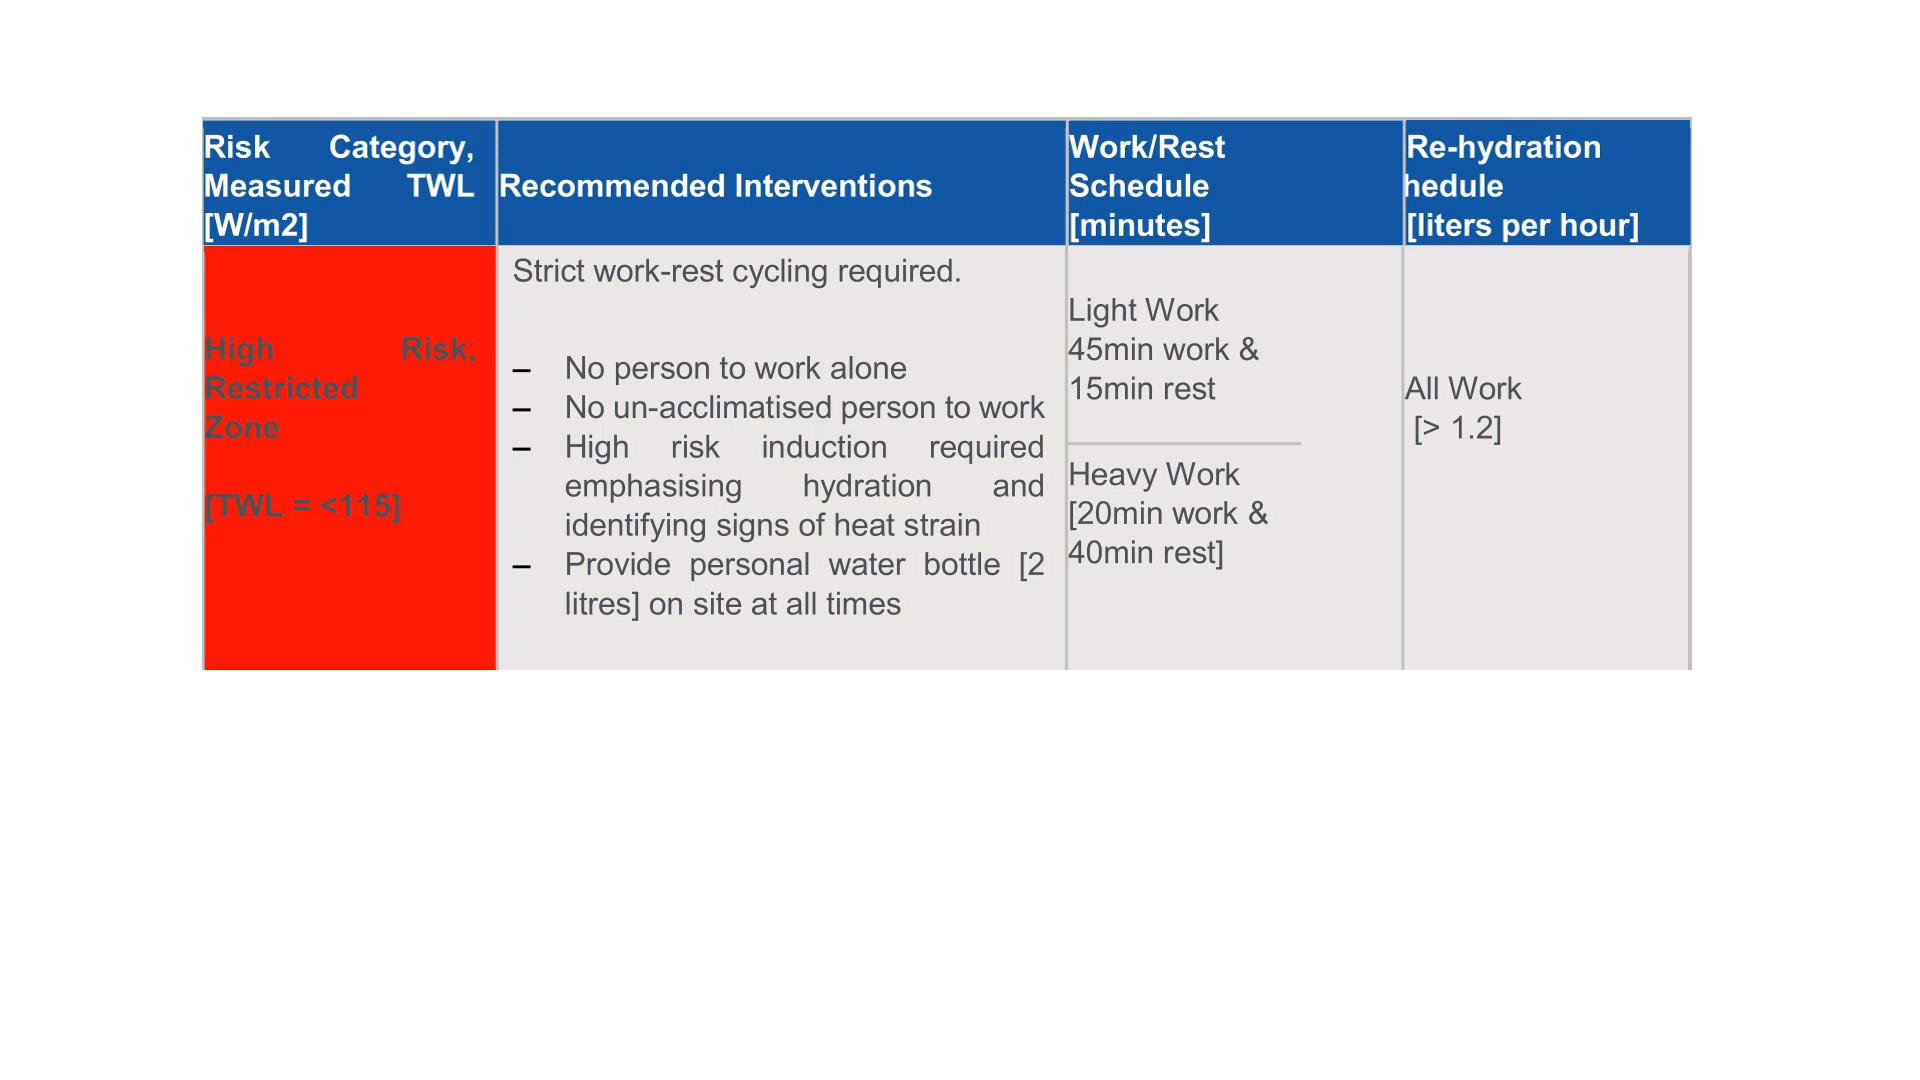 Risk Category,
Measured TWL
[W/m2]
Recommended Interventions
Work/Rest
Schedule
[minutes]
Re-hydration
hedule
[liters per hour]
High Risk,
Restricted
Zone
[TWL = <115]
Strict work-rest cycling required.
– No person to work alone
– No un-acclimatised person to work
– High risk induction required
emphasising hydration and
identifying signs of heat strain
– Provide personal water bottle [2
litres] on site at all times
Light Work
45min work &
15min rest
Heavy Work
[20min work &
40min rest]
All Work
[> 1.2]